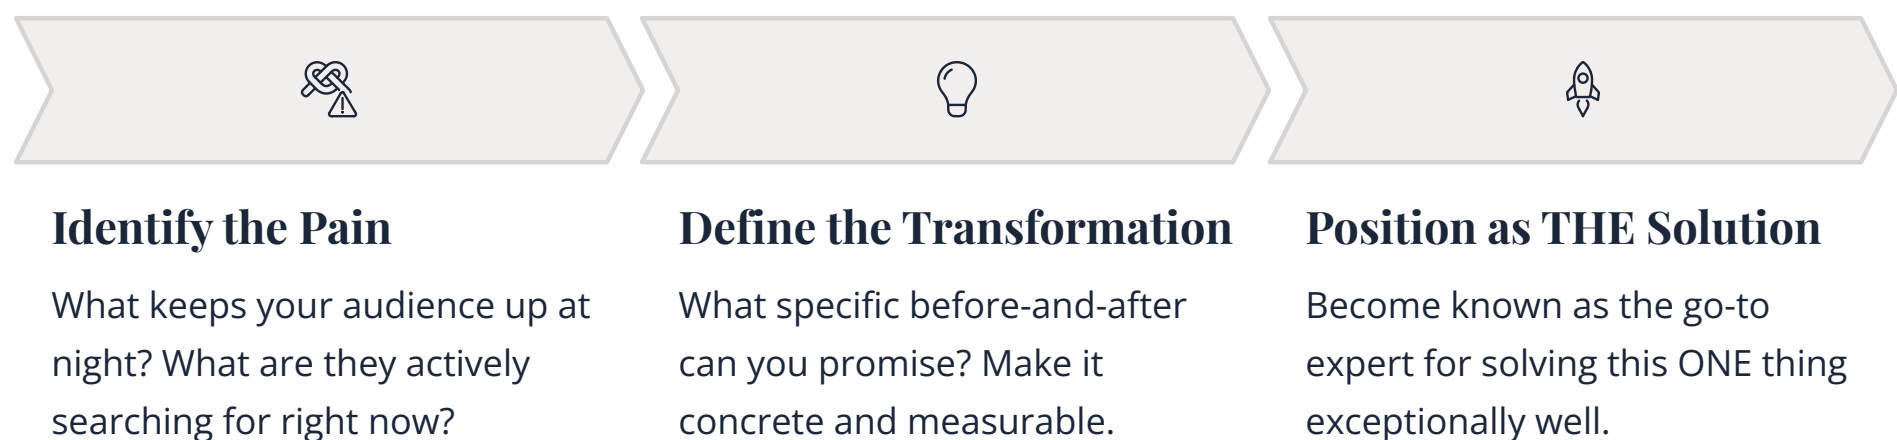 Identify the Pain
What keeps your audience up at
night? What are they actively
searching for right now?
Define the Transformation
What specific before-and-after
can you promise? Make it
concrete and measurable.
Position as THE Solution
Become known as the go-to
expert for solving this ONE thing
exceptionally well.